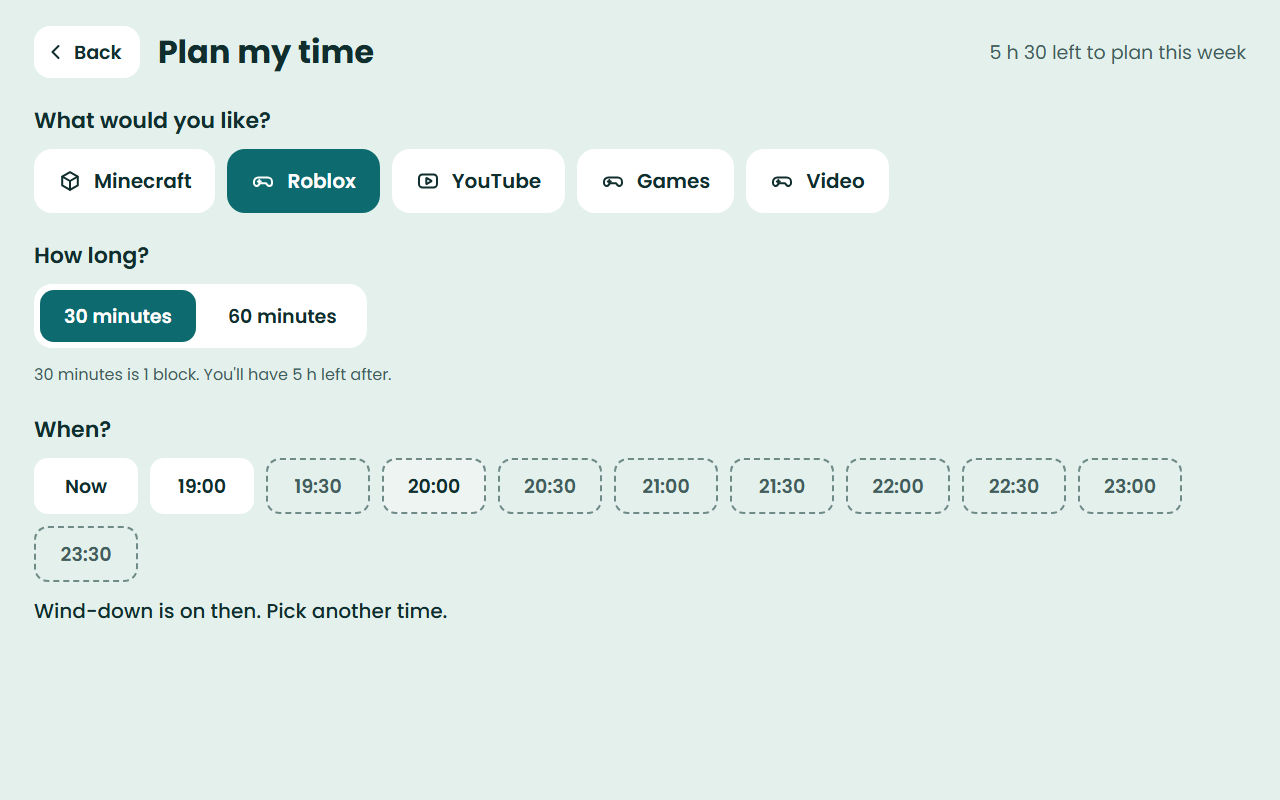 Back
Plan my time
5 h 30 left to plan this week
What would you like?
Minecraft
Roblox
YouTube
Games
Video
How long?
30 minutes
60 minutes
30 minutes is 1 block. You'll have 5 h left after.
When?
Now
19:00
19:30
20:00
20:30
21:00
21:30
22:00
22:30
23:00
23:30
Wind-down is on then. Pick another time.